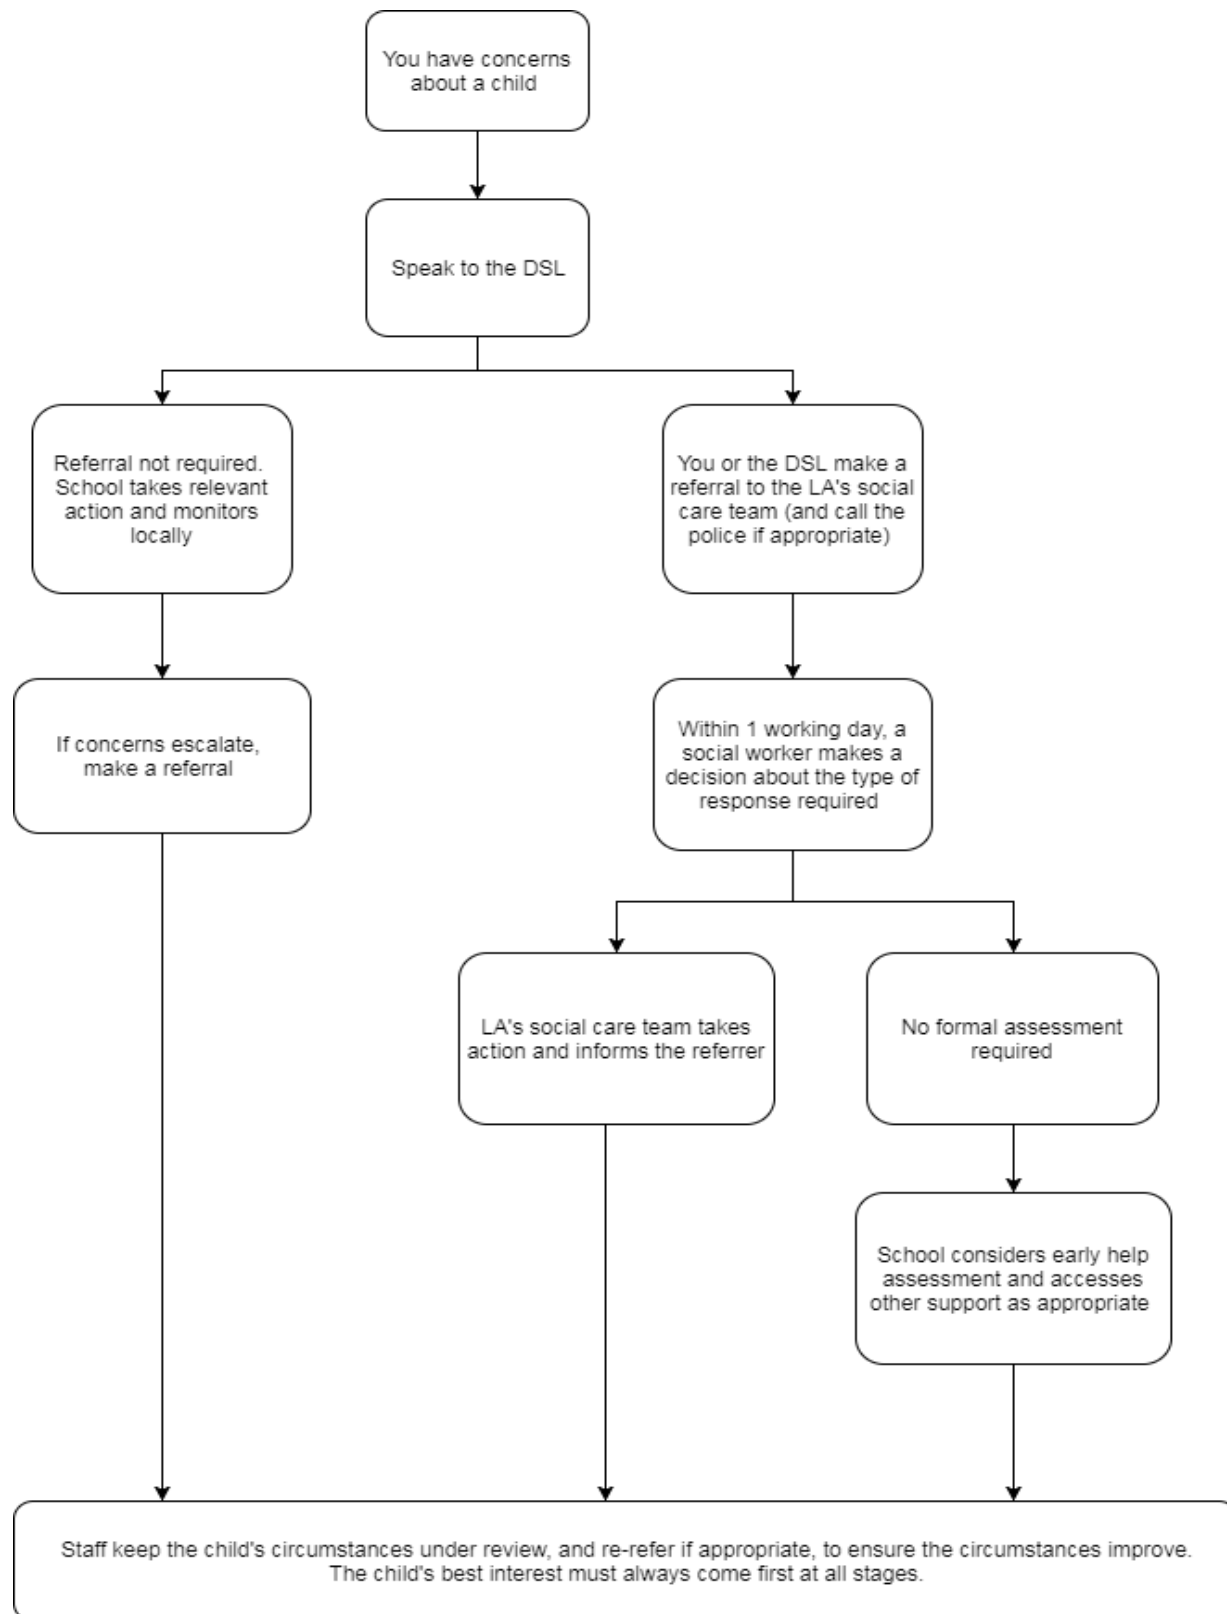 You have concerns
about a child
Speak to the DSL
Referral not required.
School takes relevant
action and monitors
locally
You or the DSL make a
referral to the LA's social
care team (and call the
police if appropriate)
If concerns escalate,
make a referral
Within 1 working day, a
social worker makes a
decision about the type of
response required
LA's social care team takes
action and informs the referrer
No formal assessment
required
School considers early help
assessment and accesses
other support as appropriate
Staff keep the child's circumstances under review, and re-refer if appropriate, to ensure the circumstances improve.
The child's best interest must always come first at all stages.